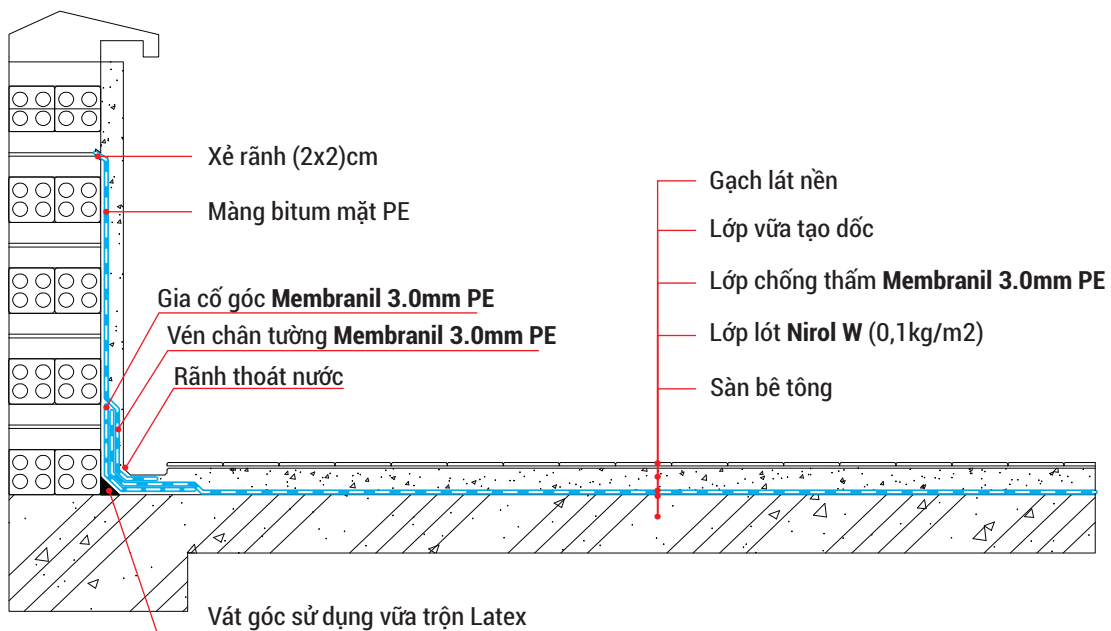 Xẻ rãnh (2x2)cm
Màng bitum mặt PE
Gia cố góc Membranil 3.0mm PE
Vén chân tường Membranil 3.0mm PE
Rãnh thoát nước
Gạch lát nền
Lớp vữa tạo dốc
Lớp chống thấm Membranil 3.0mm PE
Lớp lót Nirol W (0,1kg/m2)
Sàn bê tông
Vát góc sử dụng vữa trộn Latex